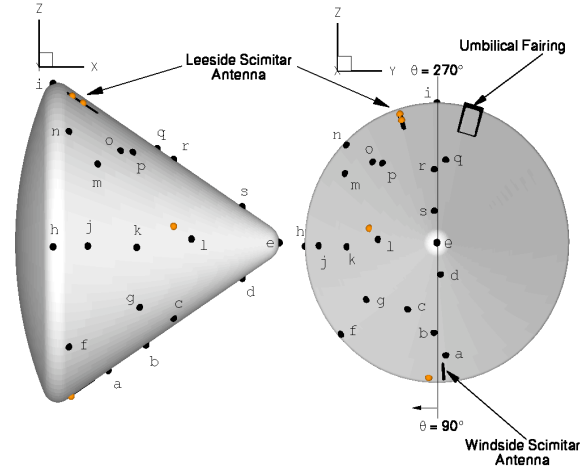 Z
X
Leeside Scimitar
Antenna
Z
X
Y
θ = 270°
Umbilical Fairing
i
n
o
p
q
r
m
s
h
j
k
l
e
d
g
c
f
b
a
i
n
o
p
q
r
m
s
h
j
k
l
e
d
g
c
f
b
a
θ = 90°
Windside Scimitar
Antenna